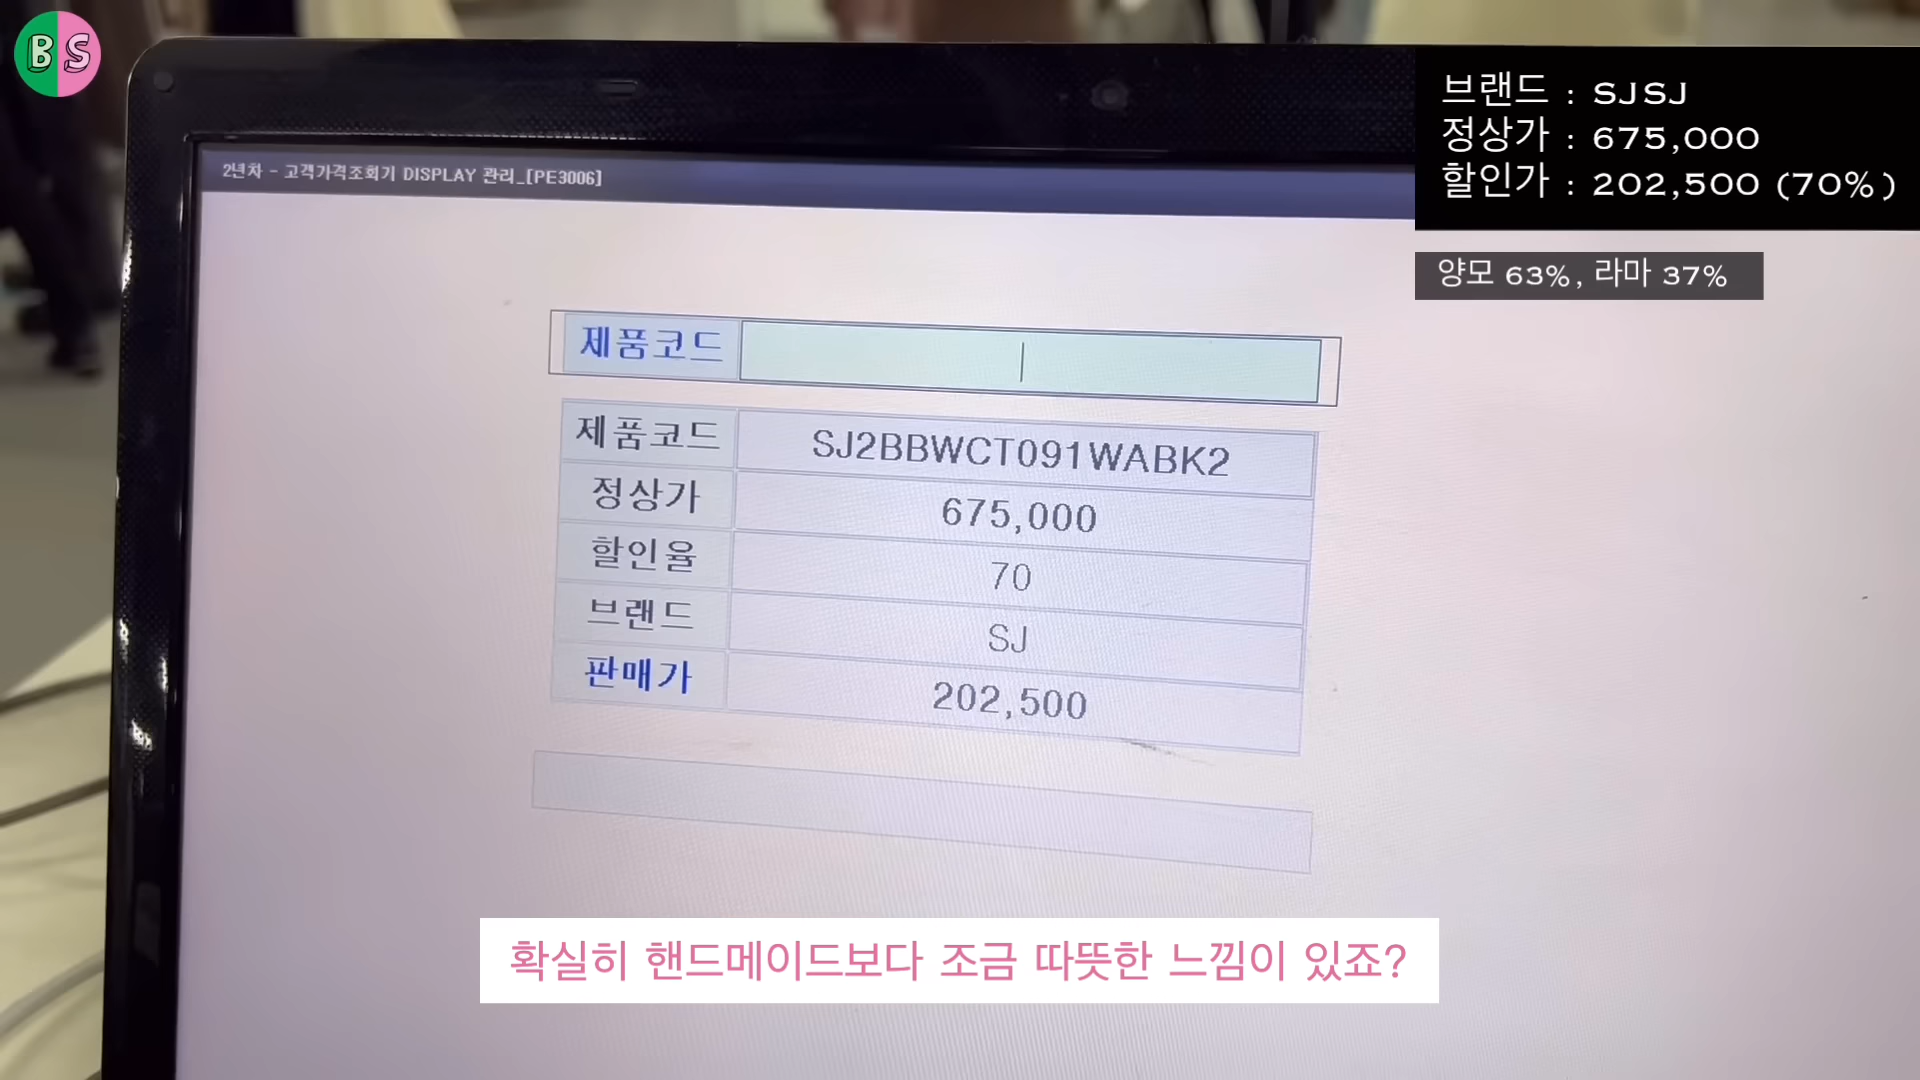 BS
브랜드 : SJSJ
정상가 : 675,000
할인가 : 202,500 (70%)
양모 63%, 라마 37%
2년차 - 고객가격조회기 DISPLAY 관리_[PE3006]
제품코드
제품코드 SJ2BBWCT091WABK2
정상가 675,000
할인율 70
브랜드 SJ
판매가 202,500
확실히 핸드메이드보다 조금 따뜻한 느낌이 있죠?